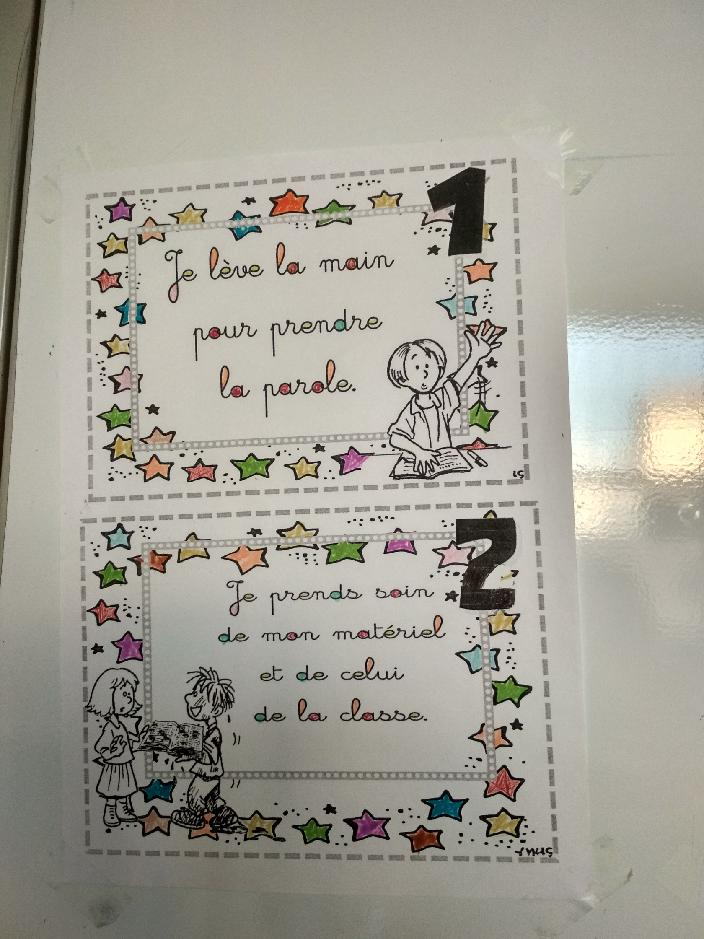 1
Je lève la main
pour prendre
la parole.
2
Je prends soin
de mon matériel
et de celui
de la classe.